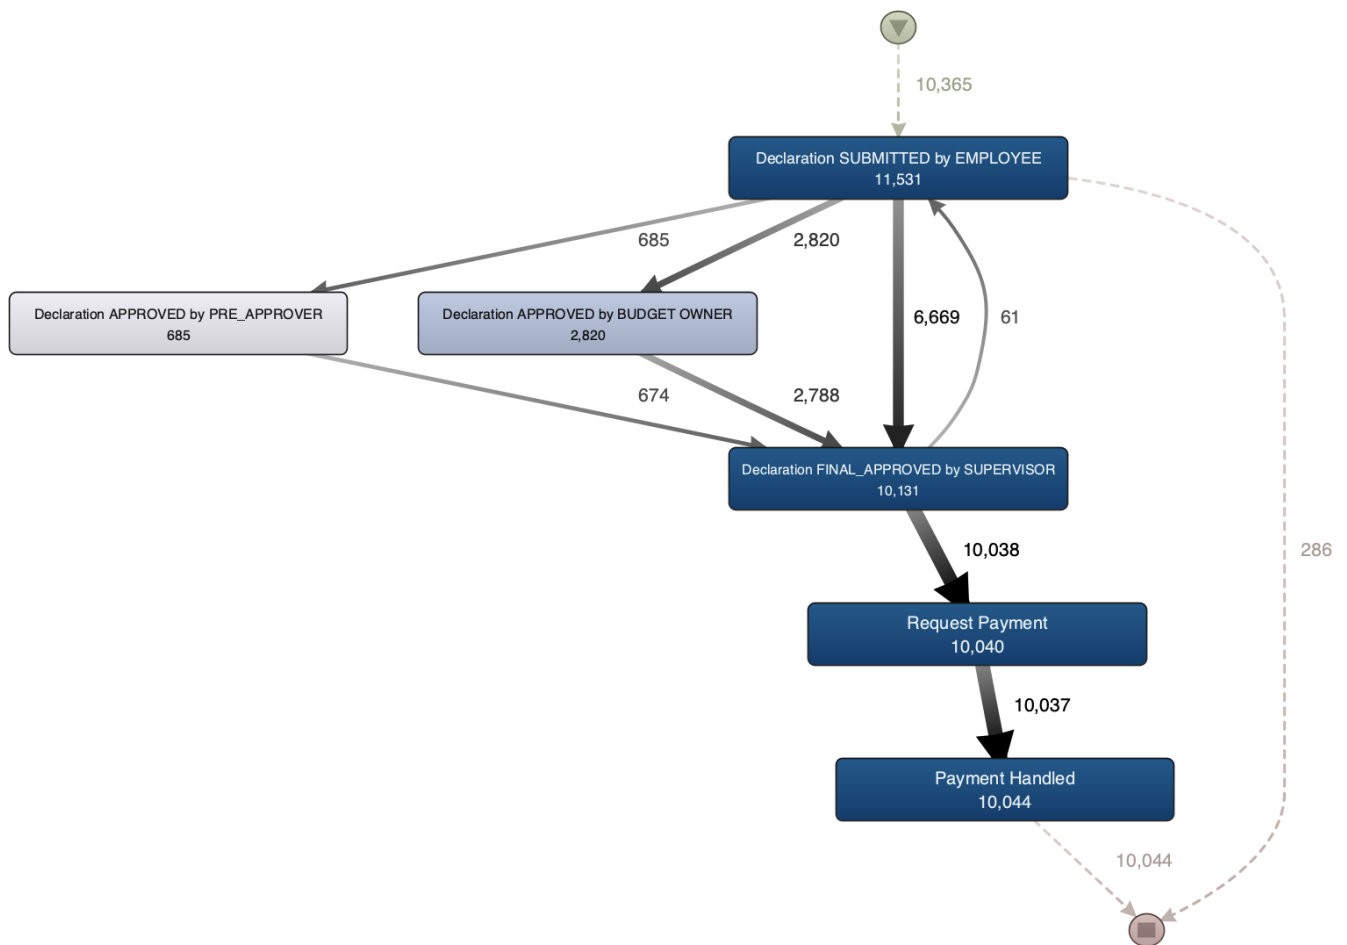 10,365
Declaration SUBMITTED by EMPLOYEE
11,531
685
2,820
Declaration APPROVED by PRE_APPROVER
685
Declaration APPROVED by BUDGET OWNER
2,820
6,669
61
674
2,788
Declaration FINAL_APPROVED by SUPERVISOR
10,131
10,038
286
Request Payment
10,040
10,037
Payment Handled
10,044
10,044